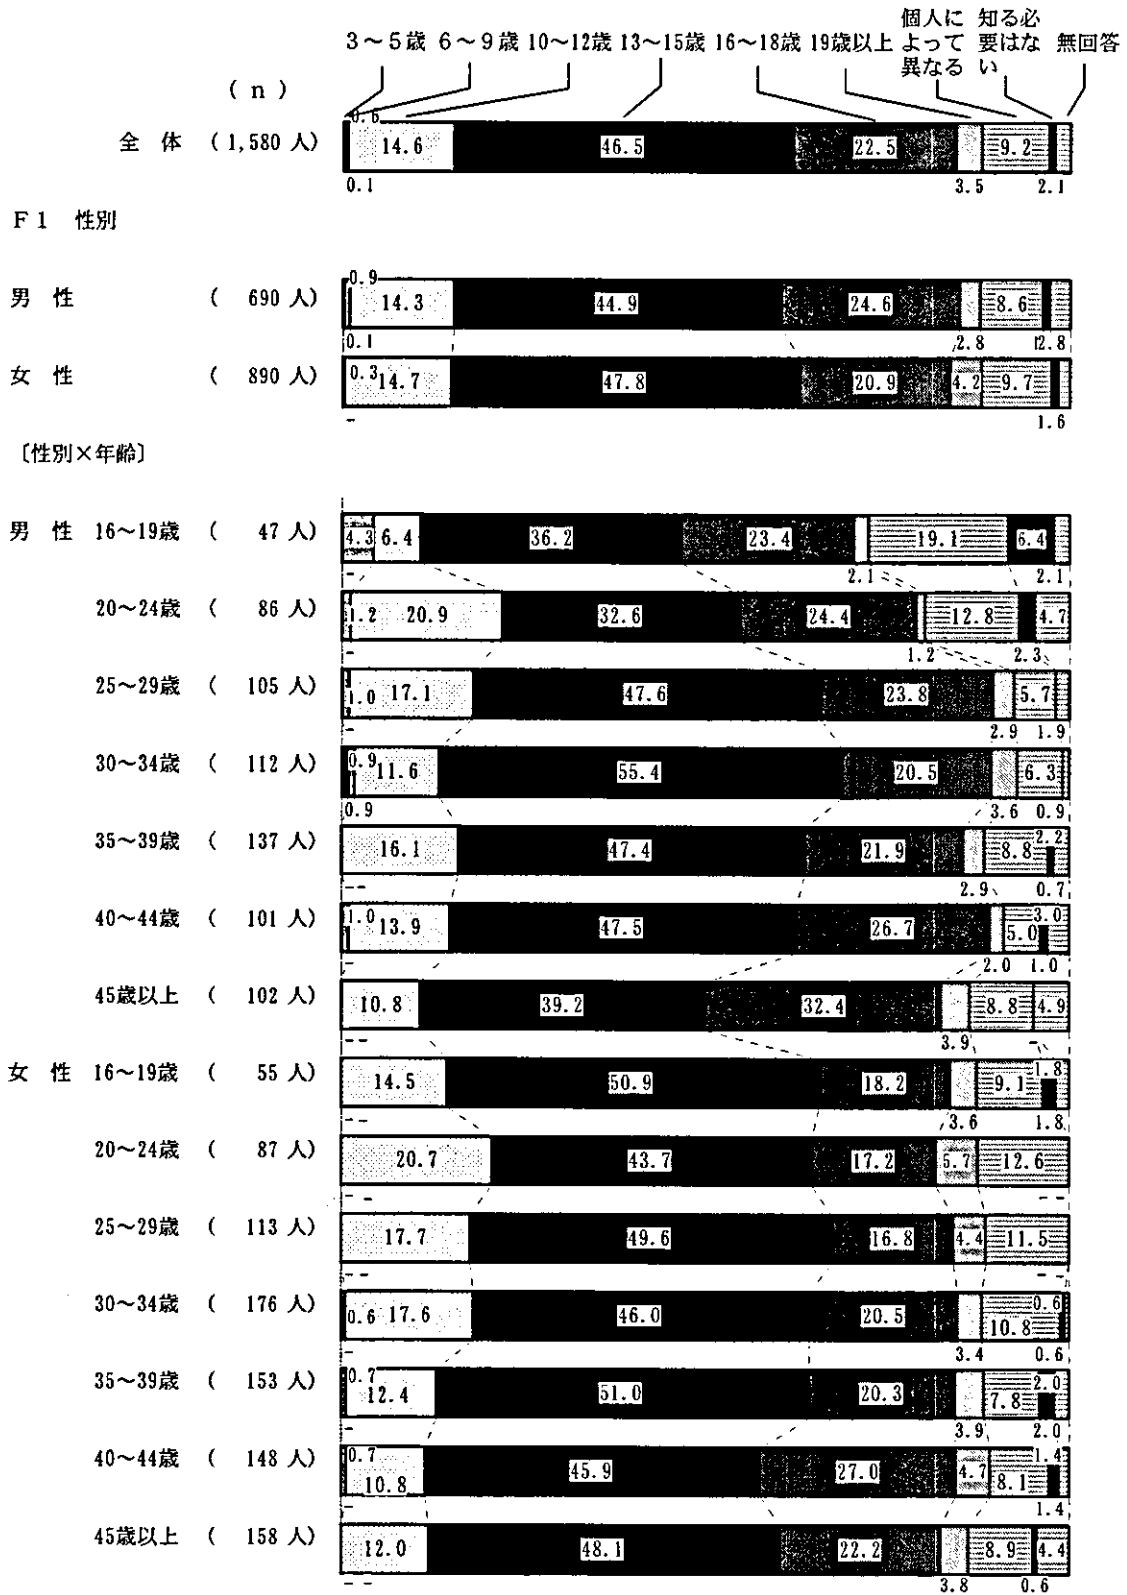 3～5歳 6～9歳 10～12歳 13～15歳 16～18歳 19歳以上 個人によって異なる 知る必要はない 無回答
(n)
0.6
全 体 (1,580 人) 14.6 46.5 22.5 9.2
0.1 3.5 2.1
F1 性別
0.9
男 性 ( 690 人) 14.3 44.9 24.6 8.6
0.1 2.8 2.8
女 性 ( 890 人) 0.3 14.7 47.8 20.9 4.2 9.7
- 1.6
〔性別×年齢〕
男 性 16～19歳 ( 47 人) 4.3 6.4 36.2 23.4 19.1 6.4
- 2.1 2.1
20～24歳 ( 86 人) 1.2 20.9 32.6 24.4 12.8 4.7
- 1.2 2.3
25～29歳 ( 105 人) 1.0 17.1 47.6 23.8 5.7
- 2.9 1.9
30～34歳 ( 112 人) 0.9 11.6 55.4 20.5 6.3
0.9 3.6 0.9
35～39歳 ( 137 人) 16.1 47.4 21.9 8.8 2.2
-- 2.9 0.7
40～44歳 ( 101 人) 1.0 13.9 47.5 26.7 5.0 3.0
- 2.0 1.0
45歳以上 ( 102 人) 10.8 39.2 32.4 8.8 4.9
-- 3.9 -
女 性 16～19歳 ( 55 人) 14.5 50.9 18.2 9.1 1.8
-- 3.6 1.8
20～24歳 ( 87 人) 20.7 43.7 17.2 5.7 12.6
-- --
25～29歳 ( 113 人) 17.7 49.6 16.8 4.4 11.5
-- --
30～34歳 ( 176 人) 0.6 17.6 46.0 20.5 10.8 0.6
- 3.4 0.6
35～39歳 ( 153 人) 0.7 12.4 51.0 20.3 7.8 2.0
- 3.9 2.0
40～44歳 ( 148 人) 0.7 10.8 45.9 27.0 4.7 8.1 1.4
- 1.4
45歳以上 ( 158 人) 12.0 48.1 22.2 8.9 4.4
-- 3.8 0.6